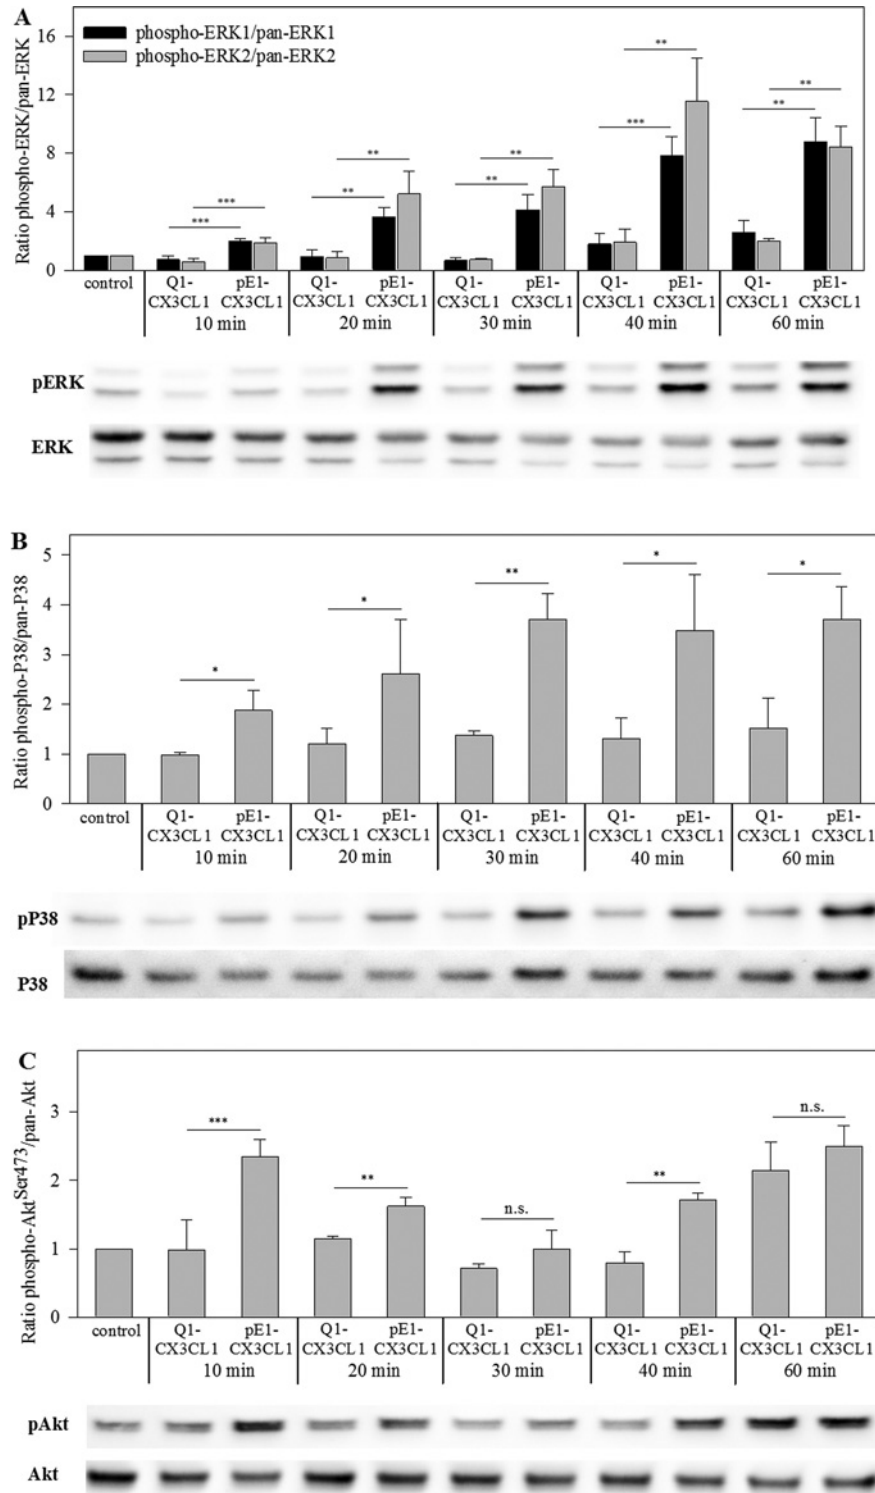 A
phospho-ERK1/pan-ERK1
phospho-ERK2/pan-ERK2
Ratio phospho-ERK/pan-ERK
16
12
8
4
0
*** *** ** ** ** ** *** ** ** **
control Q1-CX3CL1 pE1-CX3CL1 Q1-CX3CL1 pE1-CX3CL1 Q1-CX3CL1 pE1-CX3CL1 Q1-CX3CL1 pE1-CX3CL1 Q1-CX3CL1 pE1-CX3CL1
10 min 20 min 30 min 40 min 60 min
pERK
ERK
B
Ratio phospho-P38/pan-P38
5
4
3
2
1
0
* * ** * *
control Q1-CX3CL1 pE1-CX3CL1 Q1-CX3CL1 pE1-CX3CL1 Q1-CX3CL1 pE1-CX3CL1 Q1-CX3CL1 pE1-CX3CL1 Q1-CX3CL1 pE1-CX3CL1
10 min 20 min 30 min 40 min 60 min
pP38
P38
C
Ratio phospho-Akt Ser473/pan-Akt
3
2
1
0
*** ** n.s. ** n.s.
control Q1-CX3CL1 pE1-CX3CL1 Q1-CX3CL1 pE1-CX3CL1 Q1-CX3CL1 pE1-CX3CL1 Q1-CX3CL1 pE1-CX3CL1 Q1-CX3CL1 pE1-CX3CL1
10 min 20 min 30 min 40 min 60 min
pAkt
Akt